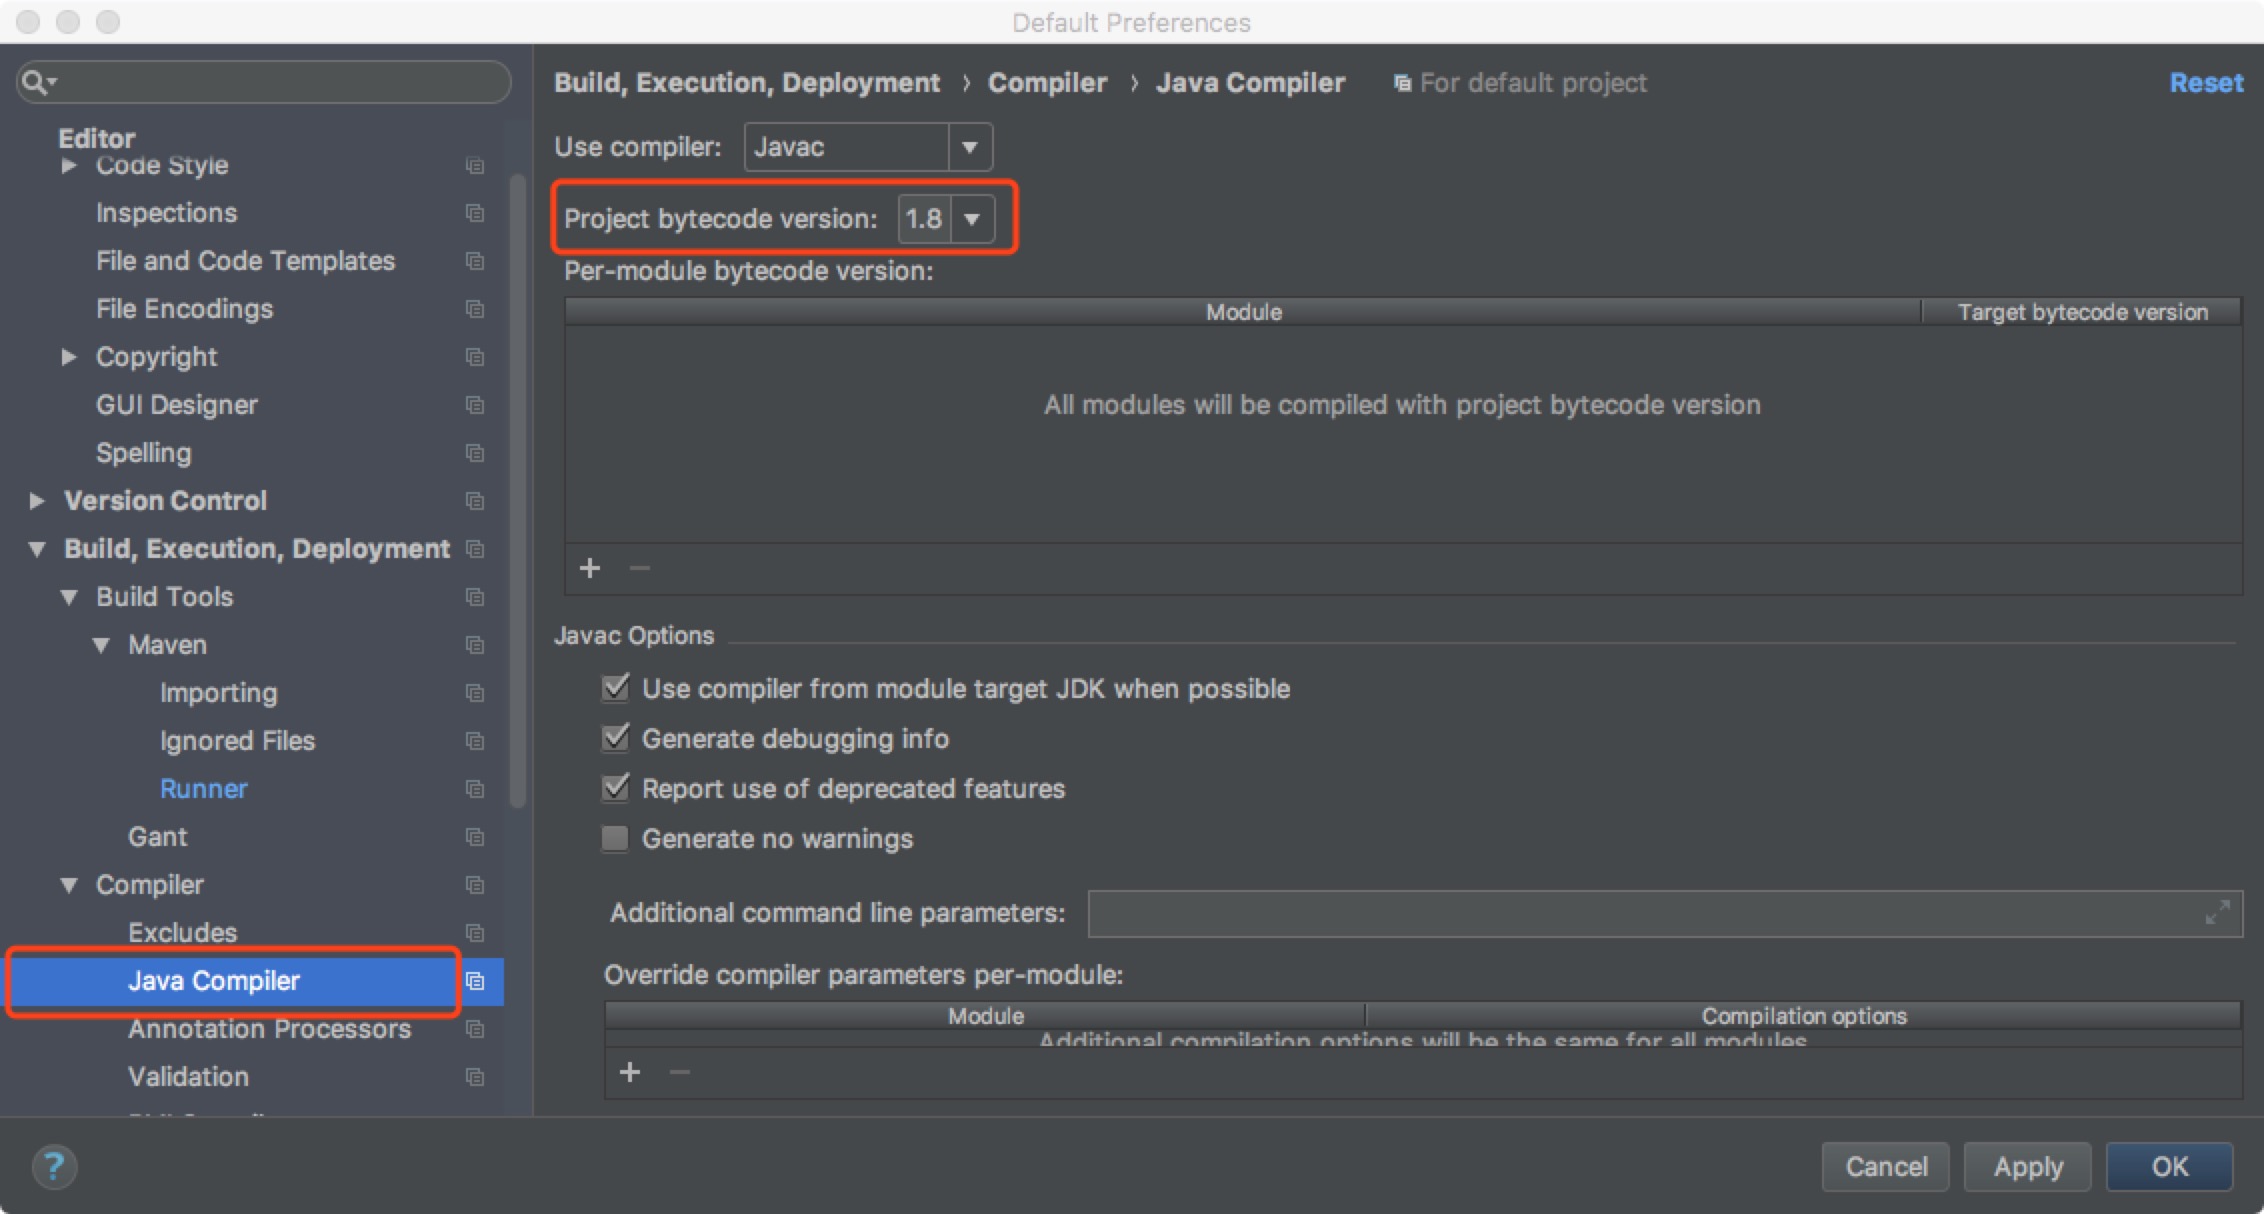 Default Preferences
Editor
Code Style
Inspections
File and Code Templates
File Encodings
Copyright
GUI Designer
Spelling
Version Control
Build, Execution, Deployment
Build Tools
Maven
Importing
Ignored Files
Runner
Gant
Compiler
Excludes
Java Compiler
Annotation Processors
Validation
Build, Execution, Deployment › Compiler › Java Compiler For default project Reset
Use compiler: Javac
Project bytecode version: 1.8
Per-module bytecode version:
Module Target bytecode version
All modules will be compiled with project bytecode version
+ −
Javac Options
Use compiler from module target JDK when possible
Generate debugging info
Report use of deprecated features
Generate no warnings
Additional command line parameters:
Override compiler parameters per-module:
Module Compilation options
Additional compilation options will be the same for all modules
+ −
? Cancel Apply OK